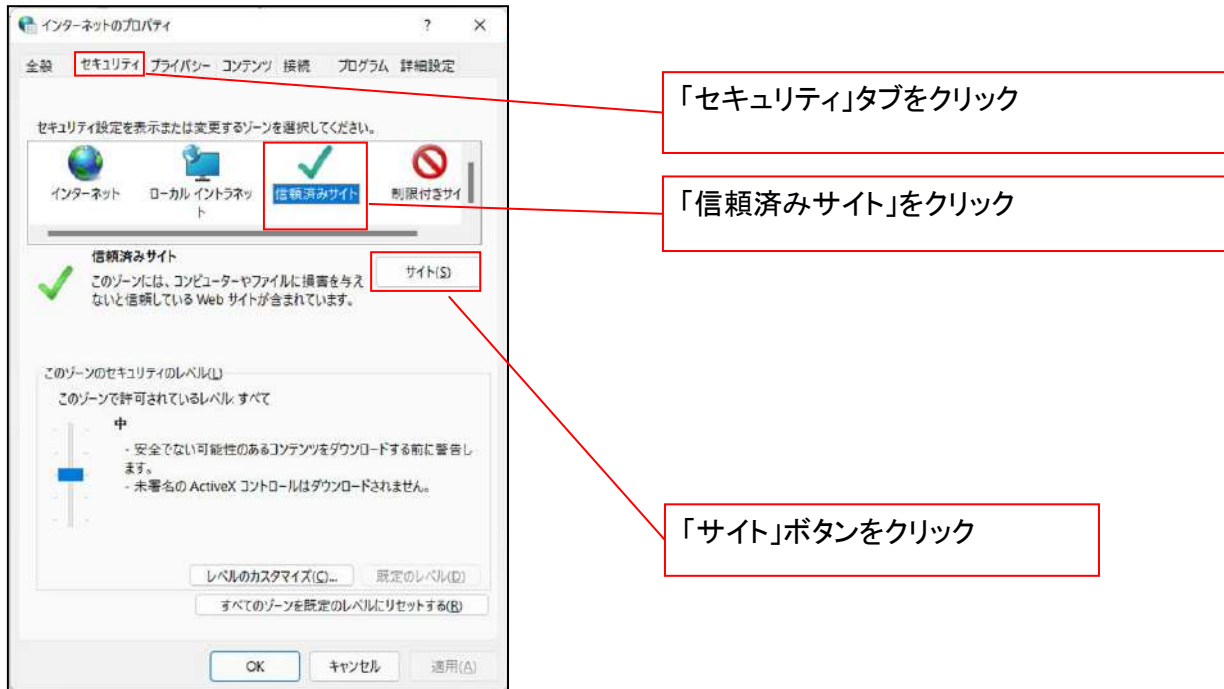 インターネットのプロパティ ? ×
全般 セキュリティ プライバシー コンテンツ 接続 プログラム 詳細設定
セキュリティ設定を表示または変更するゾーンを選択してください。
インターネット
ローカル イントラネッ
ト
信頼済みサイト
制限付きサイ
信頼済みサイト
このゾーンには、コンピューターやファイルに損害を与え
ないと信頼している Web サイトが含まれています。
サイト(S)
このゾーンのセキュリティのレベル(L)
このゾーンで許可されているレベル: すべて
中
- 安全でない可能性のあるコンテンツをダウンロードする前に警告し
ます。
- 未署名の ActiveX コントロールはダウンロードされません。
レベルのカスタマイズ(C)... 既定のレベル(D)
すべてのゾーンを既定のレベルにリセットする(R)
OK キャンセル 適用(A)
「セキュリティ」タブをクリック
「信頼済みサイト」をクリック
「サイト」ボタンをクリック